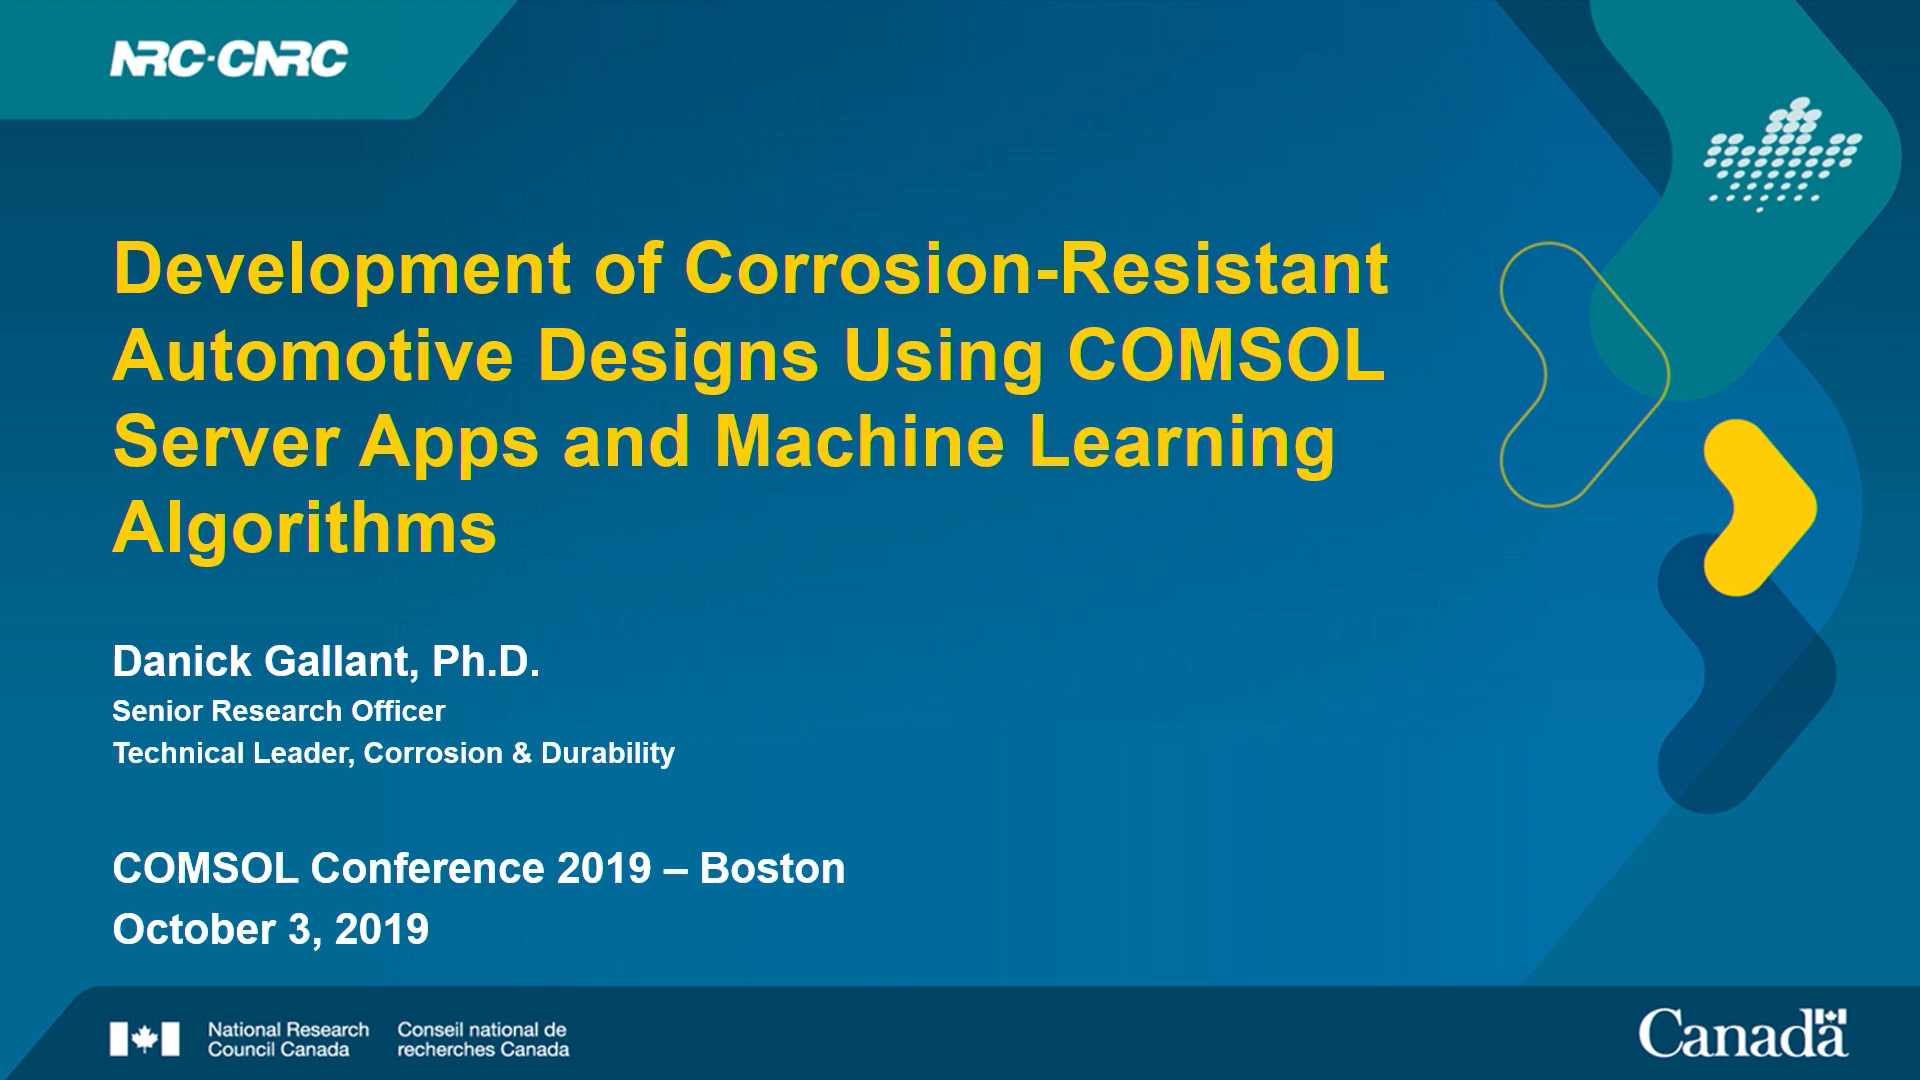 NRC·CNRC
Development of Corrosion-Resistant
Automotive Designs Using COMSOL
Server Apps and Machine Learning
Algorithms
Danick Gallant, Ph.D.
Senior Research Officer
Technical Leader, Corrosion & Durability
COMSOL Conference 2019 – Boston
October 3, 2019
National Research
Council Canada
Conseil national de
recherches Canada
Canada